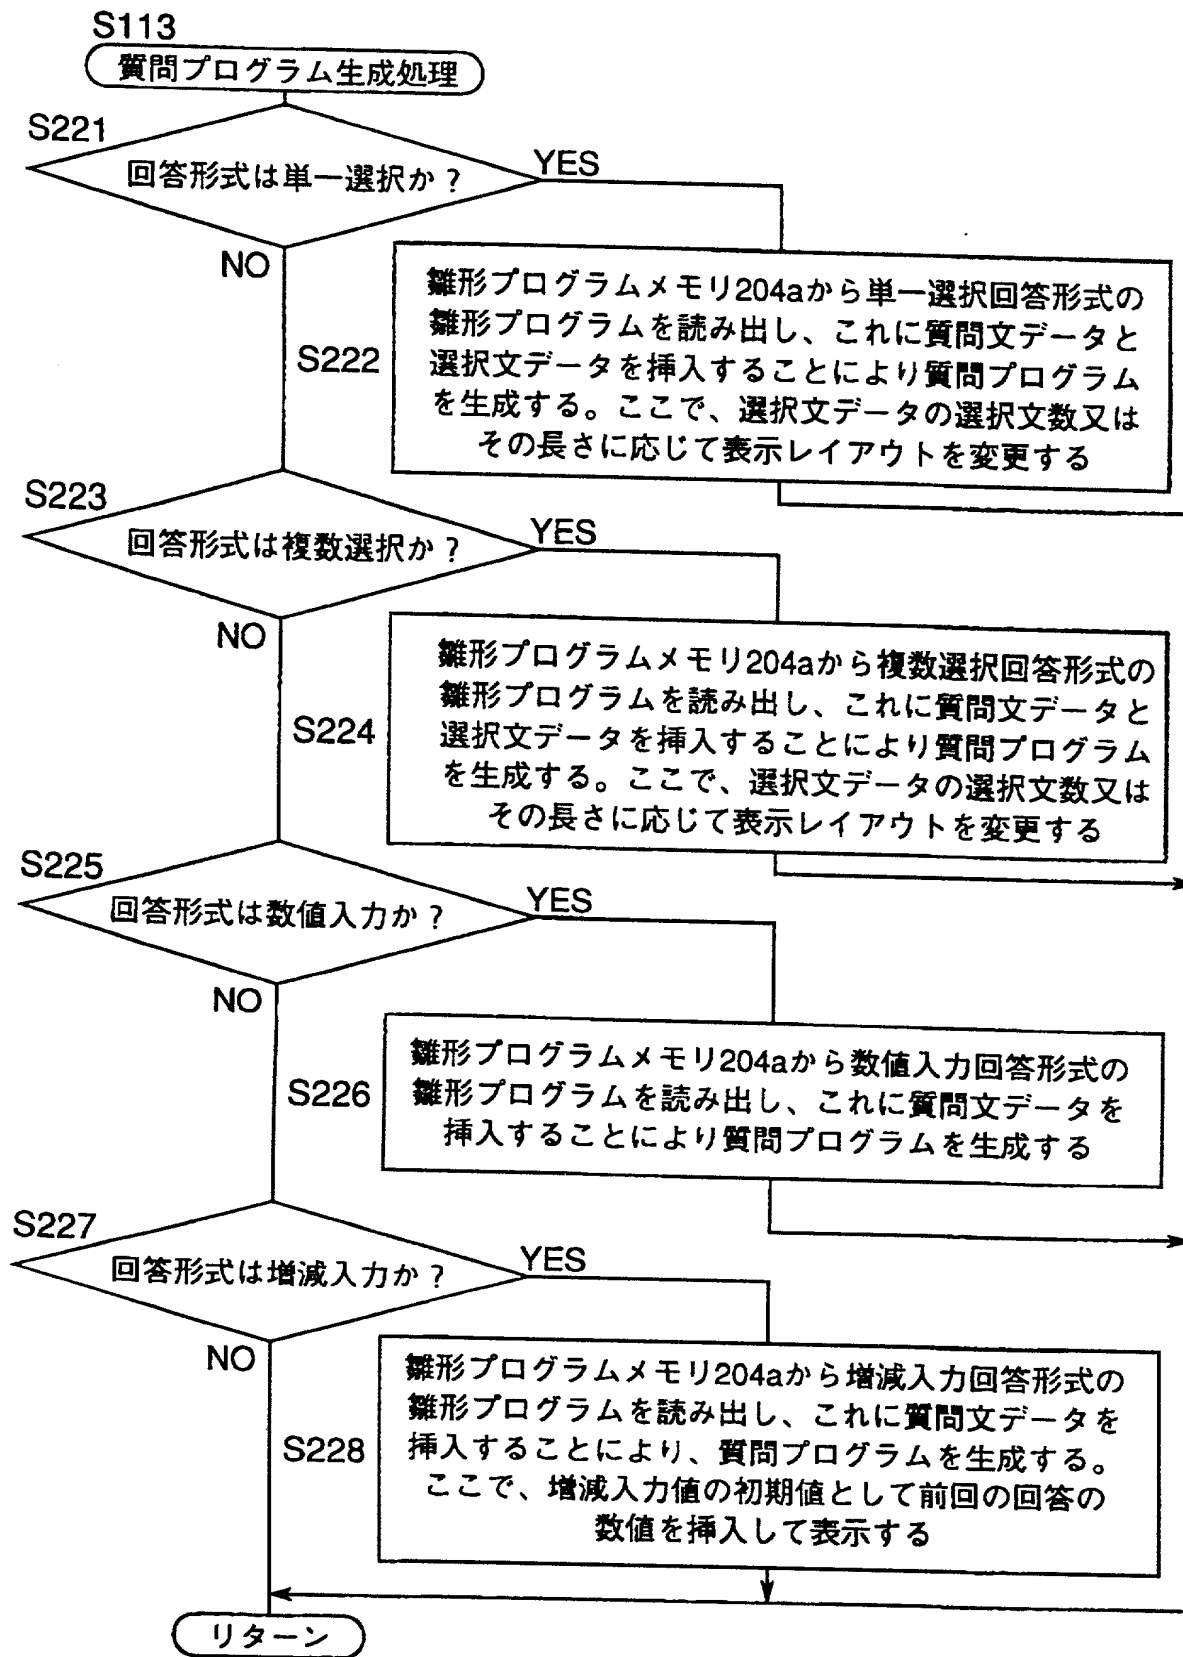 S113
質問プログラム生成処理
S221
回答形式は単一選択か？
YES
NO
S222
雛形プログラムメモリ204aから単一選択回答形式の
雛形プログラムを読み出し、これに質問文データと
選択文データを挿入することにより質問プログラム
を生成する。ここで、選択文データの選択文数又は
その長さに応じて表示レイアウトを変更する
S223
回答形式は複数選択か？
YES
NO
S224
雛形プログラムメモリ204aから複数選択回答形式の
雛形プログラムを読み出し、これに質問文データと
選択文データを挿入することにより質問プログラム
を生成する。ここで、選択文データの選択文数又は
その長さに応じて表示レイアウトを変更する
S225
回答形式は数値入力か？
YES
NO
S226
雛形プログラムメモリ204aから数値入力回答形式の
雛形プログラムを読み出し、これに質問文データを
挿入することにより質問プログラムを生成する
S227
回答形式は増減入力か？
YES
NO
S228
雛形プログラムメモリ204aから増減入力回答形式の
雛形プログラムを読み出し、これに質問文データを
挿入することにより、質問プログラムを生成する。
ここで、増減入力値の初期値として前回の回答の
数値を挿入して表示する
リターン